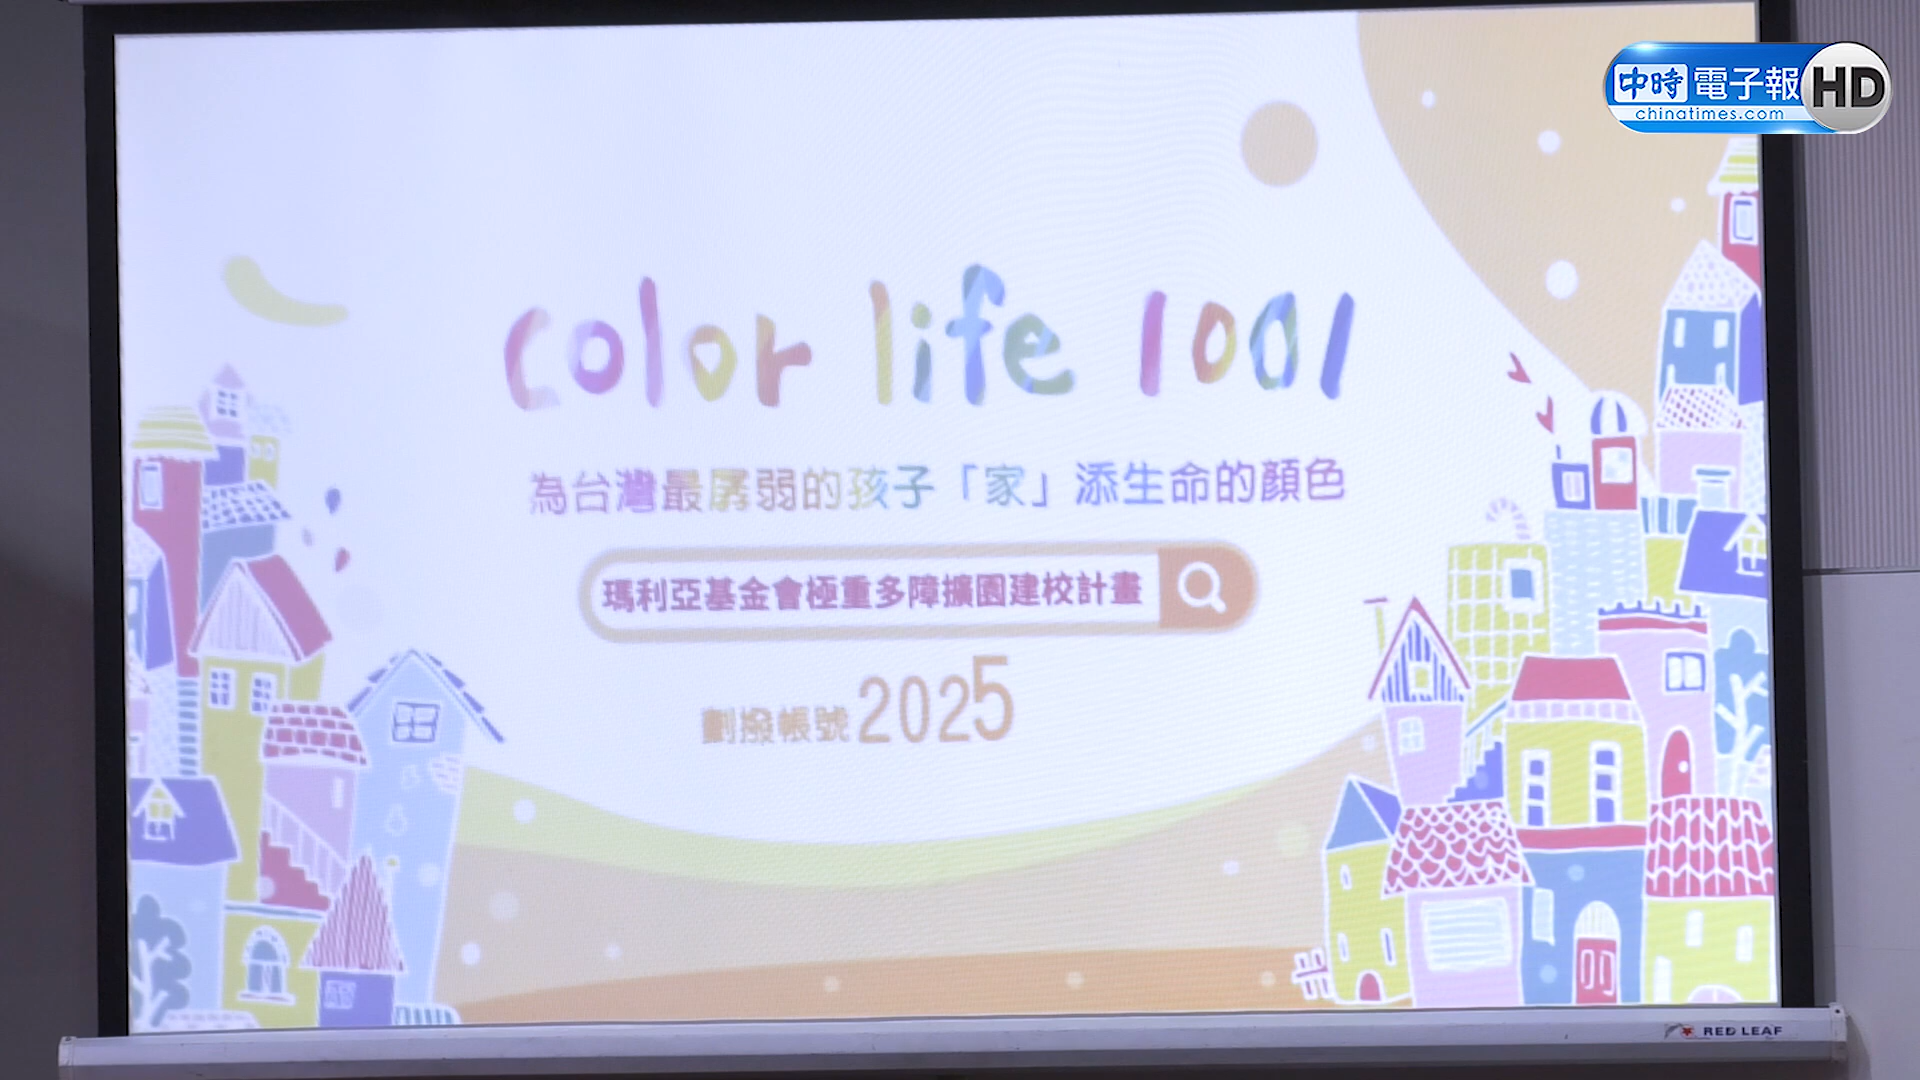 中時 電子報 HD
chinatimes.com
color life 1001
為台灣最孱弱的孩子「家」添生命的顏色
瑪利亞基金會極重多障擴園建校計畫
劃撥帳號2025
RED LEAF